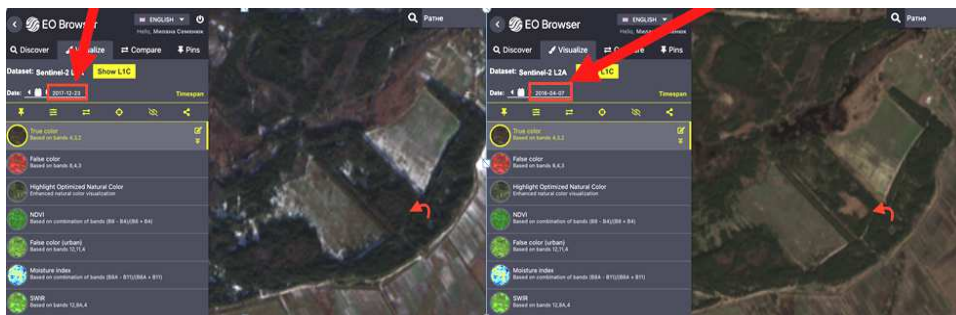 EO Browser
ENGLISH
Hello, Милана Семенюк
Discover
Visualize
Compare
Pins
Dataset: Sentinel-2 L2A
Show L1C
Date:
2017-12-23
Timespan
True color
Based on bands 4,3,2
False color
Based on bands 8,4,3
Highlight Optimized Natural Color
Enhanced natural color visualization
NDVI
Based on combination of bands (B8 - B4)/(B8 + B4)
False color (urban)
Based on bands 12,11,4
Moisture index
Based on combination of bands (B8A - B11)/(B8A + B11)
SWIR
Based on bands 12,8A,4
Ратне
EO Browser
ENGLISH
Discover
Visualize
Pins
Dataset: Sentinel-2 L2A
L1C
Date:
2018-04-07
Timespan
True color
Based on bands 4,3,2
False color
Based on bands 8,4,3
Highlight Optimized Natural Color
Enhanced natural color visualization
NDVI
Based on combination of bands (B8 - B4)/(B8 + B4)
False color (urban)
Based on bands 12,11,4
Moisture index
Based on combination of bands (B8A - B11)/(B8A + B11)
SWIR
Based on bands 12,8A,4
Ратне